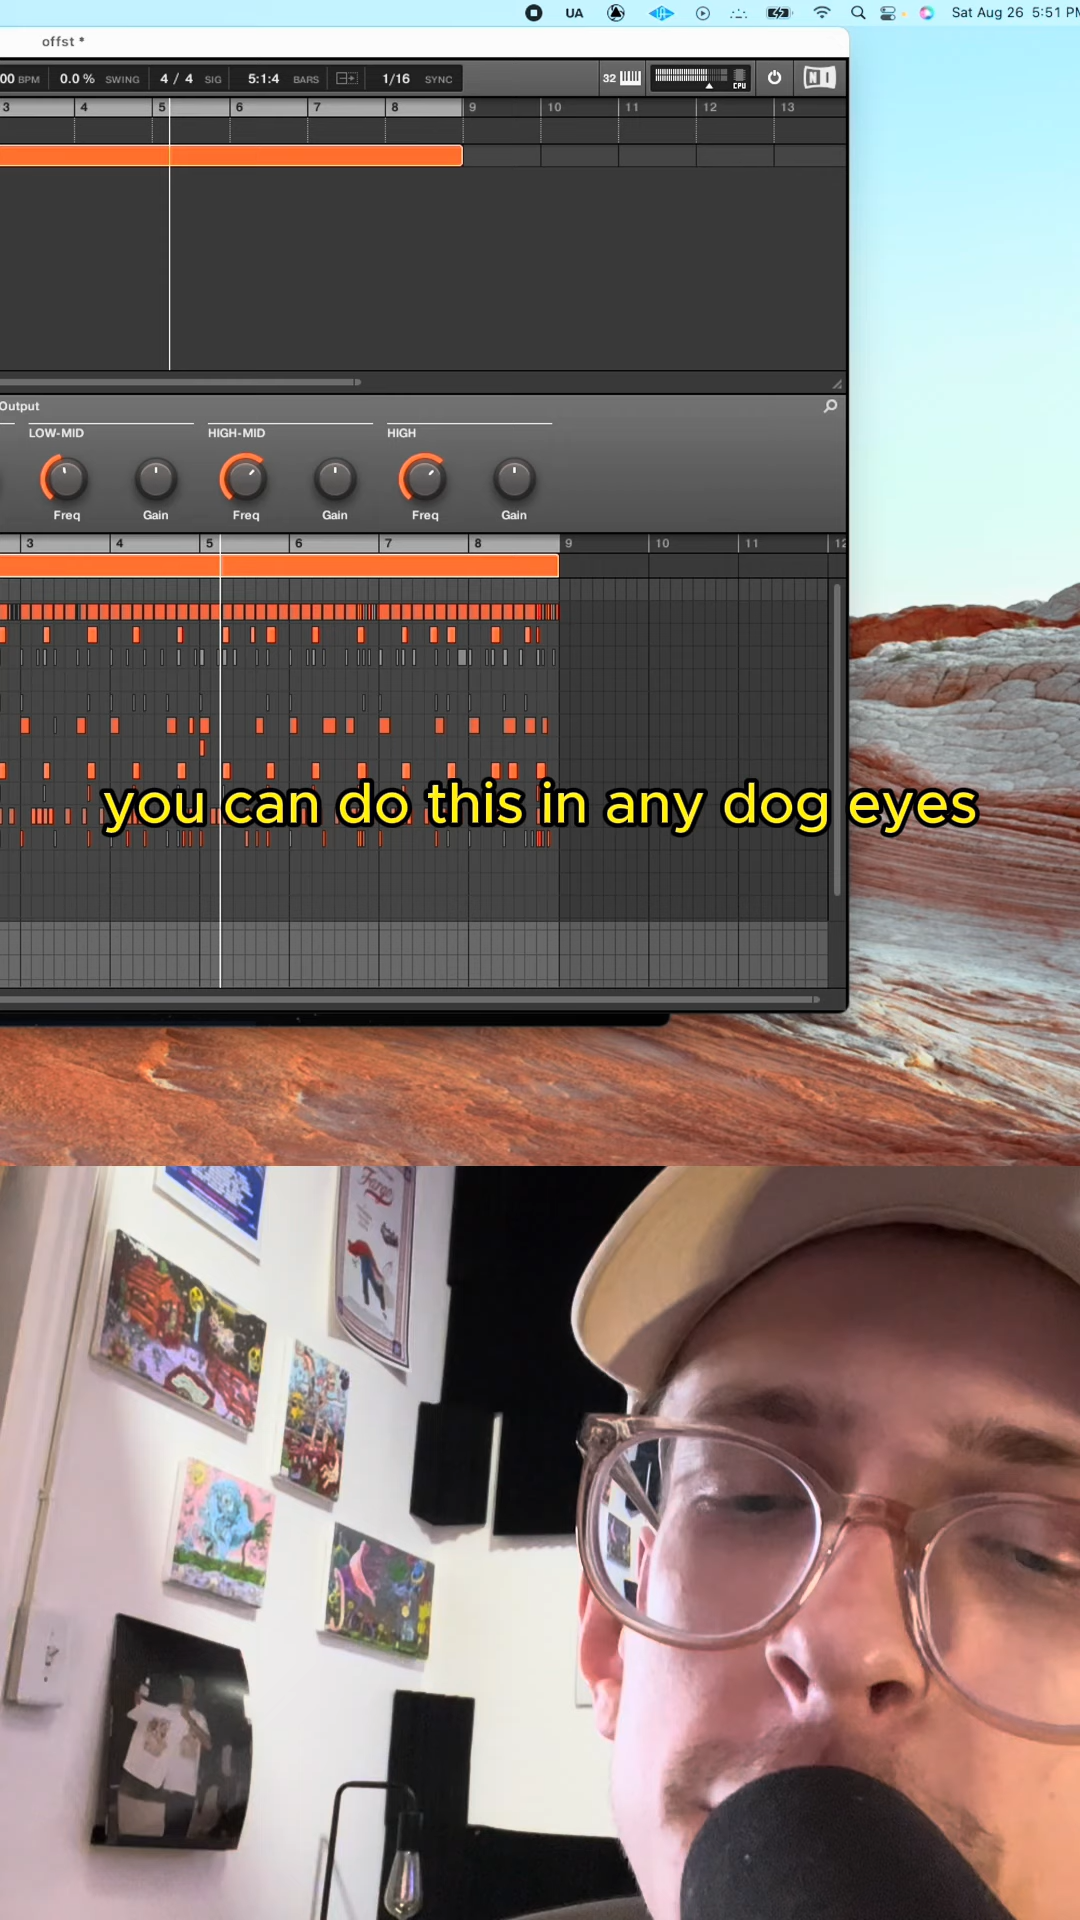 UA
Sat Aug 26 5:51 PM
offst *
00 BPM 0.0 % SWING 4 / 4 SIG 5:1:4 BARS 1/16 SYNC 32 CPU NI
3 4 5 6 7 8 9 10 11 12 13
Output
LOW-MID HIGH-MID HIGH
Freq Gain Freq Gain Freq Gain
3 4 5 6 7 8 9 10 11 12
you can do this in any dog eyes
Fargo